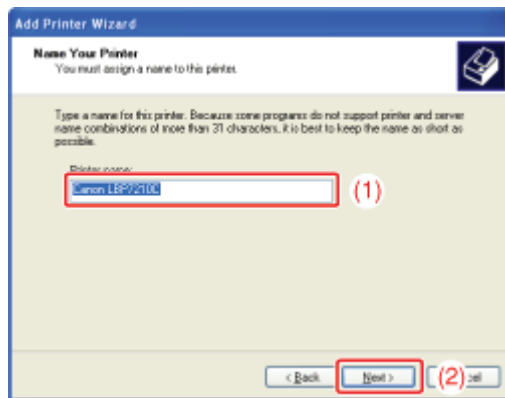 Add Printer Wizard
Name Your Printer
You must assign a name to this printer.
Type a name for this printer. Because some programs do not support printer and server
name combinations of more than 31 characters, it is best to keep the name as short as
possible.
Printer name:
Canon LBP7210C
(1)
< Back Next > (2)